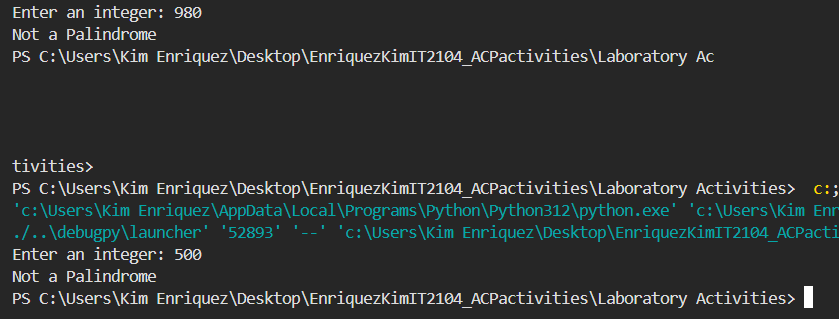 Enter an integer: 980
Not a Palindrome
PS C:\Users\Kim Enriquez\Desktop\EnriquezKimIT2104_ACPactivities\Laboratory Ac
tivities>
PS C:\Users\Kim Enriquez\Desktop\EnriquezKimIT2104_ACPactivities\Laboratory Activities>  c:;
'c:\Users\Kim Enriquez\AppData\Local\Programs\Python\Python312\python.exe' 'c:\Users\Kim Enr
./..\debugpy\launcher' '52893' '--' 'c:\Users\Kim Enriquez\Desktop\EnriquezKimIT2104_ACPacti
Enter an integer: 500
Not a Palindrome
PS C:\Users\Kim Enriquez\Desktop\EnriquezKimIT2104_ACPactivities\Laboratory Activities>